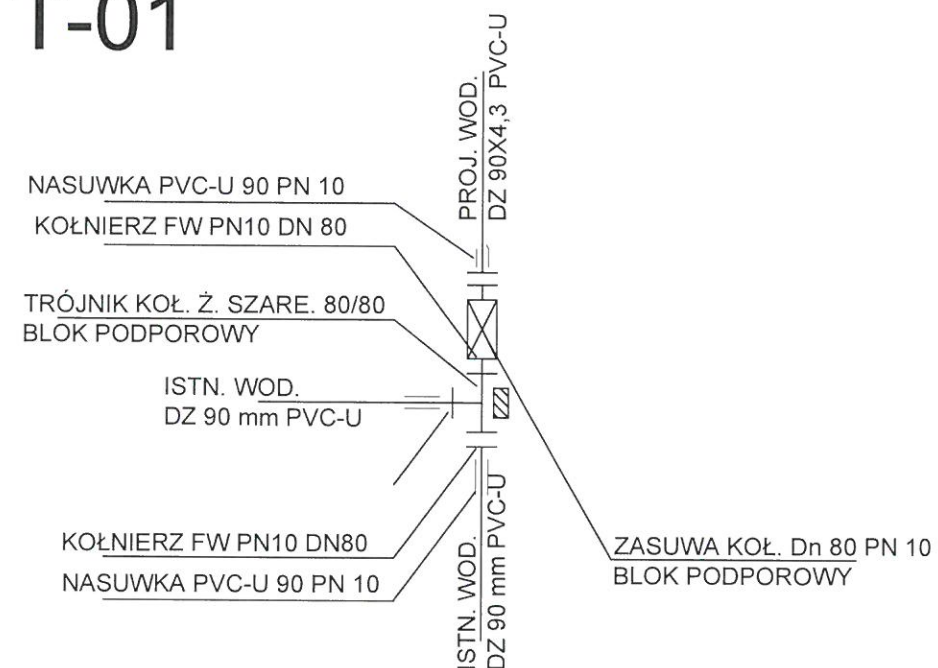 T-01
PROJ. WOD.
DZ 90X4,3 PVC-U
NASUWKA PVC-U 90 PN 10
KOŁNIERZ FW PN10 DN 80
TRÓJNIK KOŁ. Ż. SZARE. 80/80
BLOK PODPOROWY
ISTN. WOD.
DZ 90 mm PVC-U
KOŁNIERZ FW PN10 DN80
NASUWKA PVC-U 90 PN 10
ISTN. WOD.
DZ 90 mm PVC-U
ZASUWA KOŁ. Dn 80 PN 10
BLOK PODPOROWY